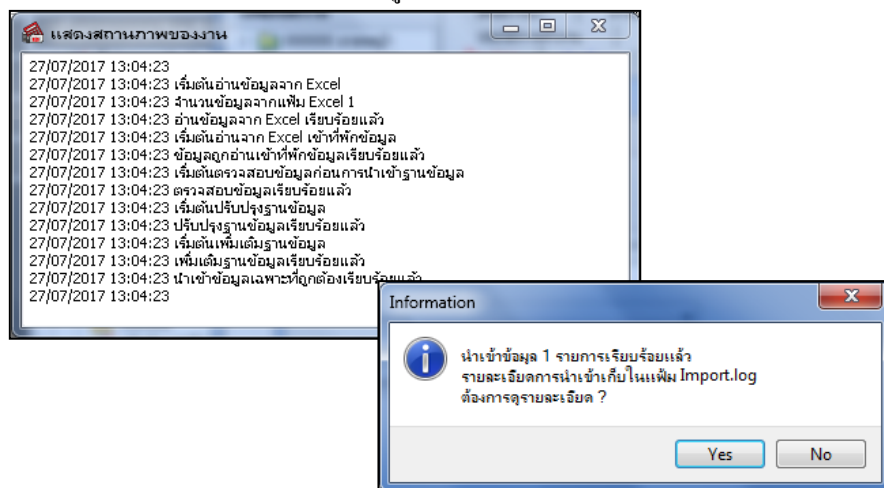 แสดงสถานภาพของงาน
27/07/2017 13:04:23
27/07/2017 13:04:23 เริ่มต้นอ่านข้อมูลจาก Excel
27/07/2017 13:04:23 จำนวนข้อมูลจากแฟ้ม Excel 1
27/07/2017 13:04:23 อ่านข้อมูลจาก Excel เรียบร้อยแล้ว
27/07/2017 13:04:23 เริ่มต้นอ่านจาก Excel เข้าที่พักข้อมูล
27/07/2017 13:04:23 ข้อมูลถูกอ่านเข้าที่พักข้อมูลเรียบร้อยแล้ว
27/07/2017 13:04:23 เริ่มต้นตรวจสอบข้อมูลก่อนการนำเข้าฐานข้อมูล
27/07/2017 13:04:23 ตรวจสอบข้อมูลเรียบร้อยแล้ว
27/07/2017 13:04:23 เริ่มต้นปรับปรุงฐานข้อมูล
27/07/2017 13:04:23 ปรับปรุงฐานข้อมูลเรียบร้อยแล้ว
27/07/2017 13:04:23 เริ่มต้นเพิ่มเติมฐานข้อมูล
27/07/2017 13:04:23 เพิ่มเติมฐานข้อมูลเรียบร้อยแล้ว
27/07/2017 13:04:23 นำเข้าข้อมูลเฉพาะที่ถูกต้องเรียบร้อยแล้ว
27/07/2017 13:04:23
Information
นำเข้าข้อมูล 1 รายการเรียบร้อยแล้ว
รายละเอียดการนำเข้าเก็บในแฟ้ม Import.log
ต้องการดูรายละเอียด ?
Yes No